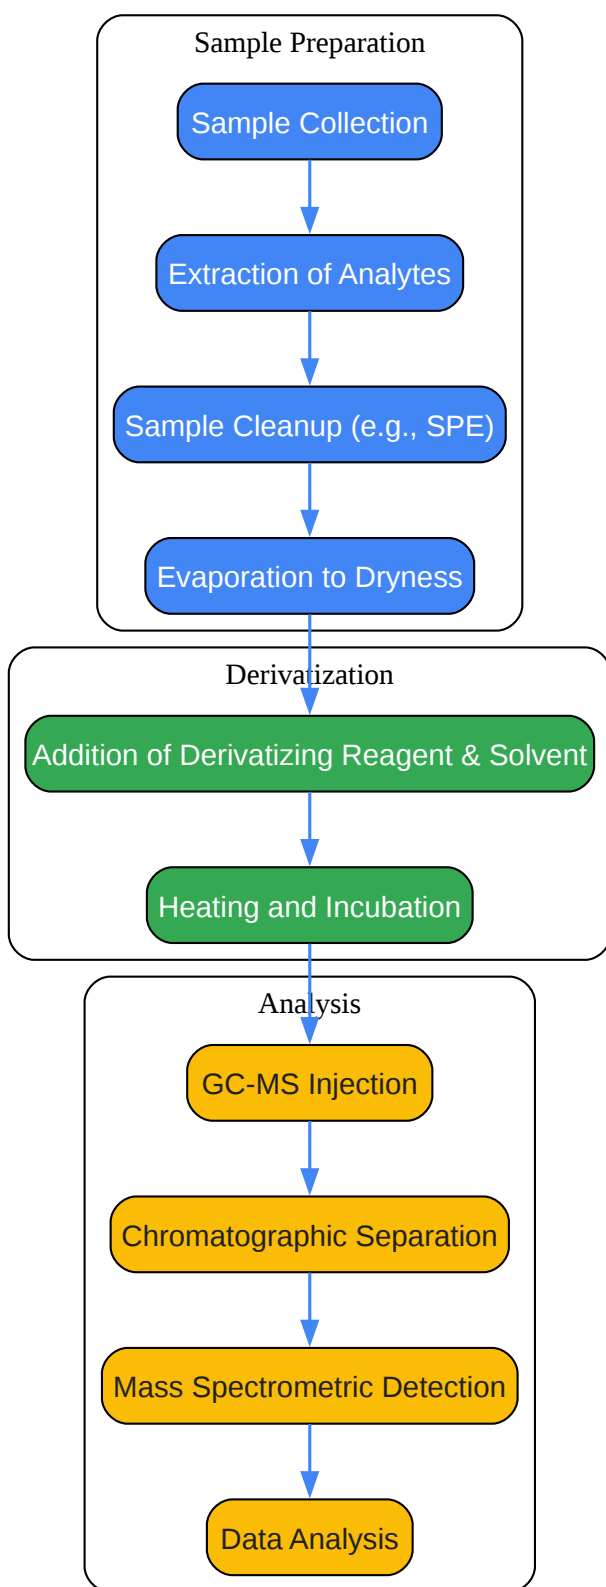 Sample Preparation
Sample Collection
Extraction of Analytes
Sample Cleanup (e.g., SPE)
Evaporation to Dryness
Derivatization
Addition of Derivatizing Reagent & Solvent
Heating and Incubation
Analysis
GC-MS Injection
Chromatographic Separation
Mass Spectrometric Detection
Data Analysis